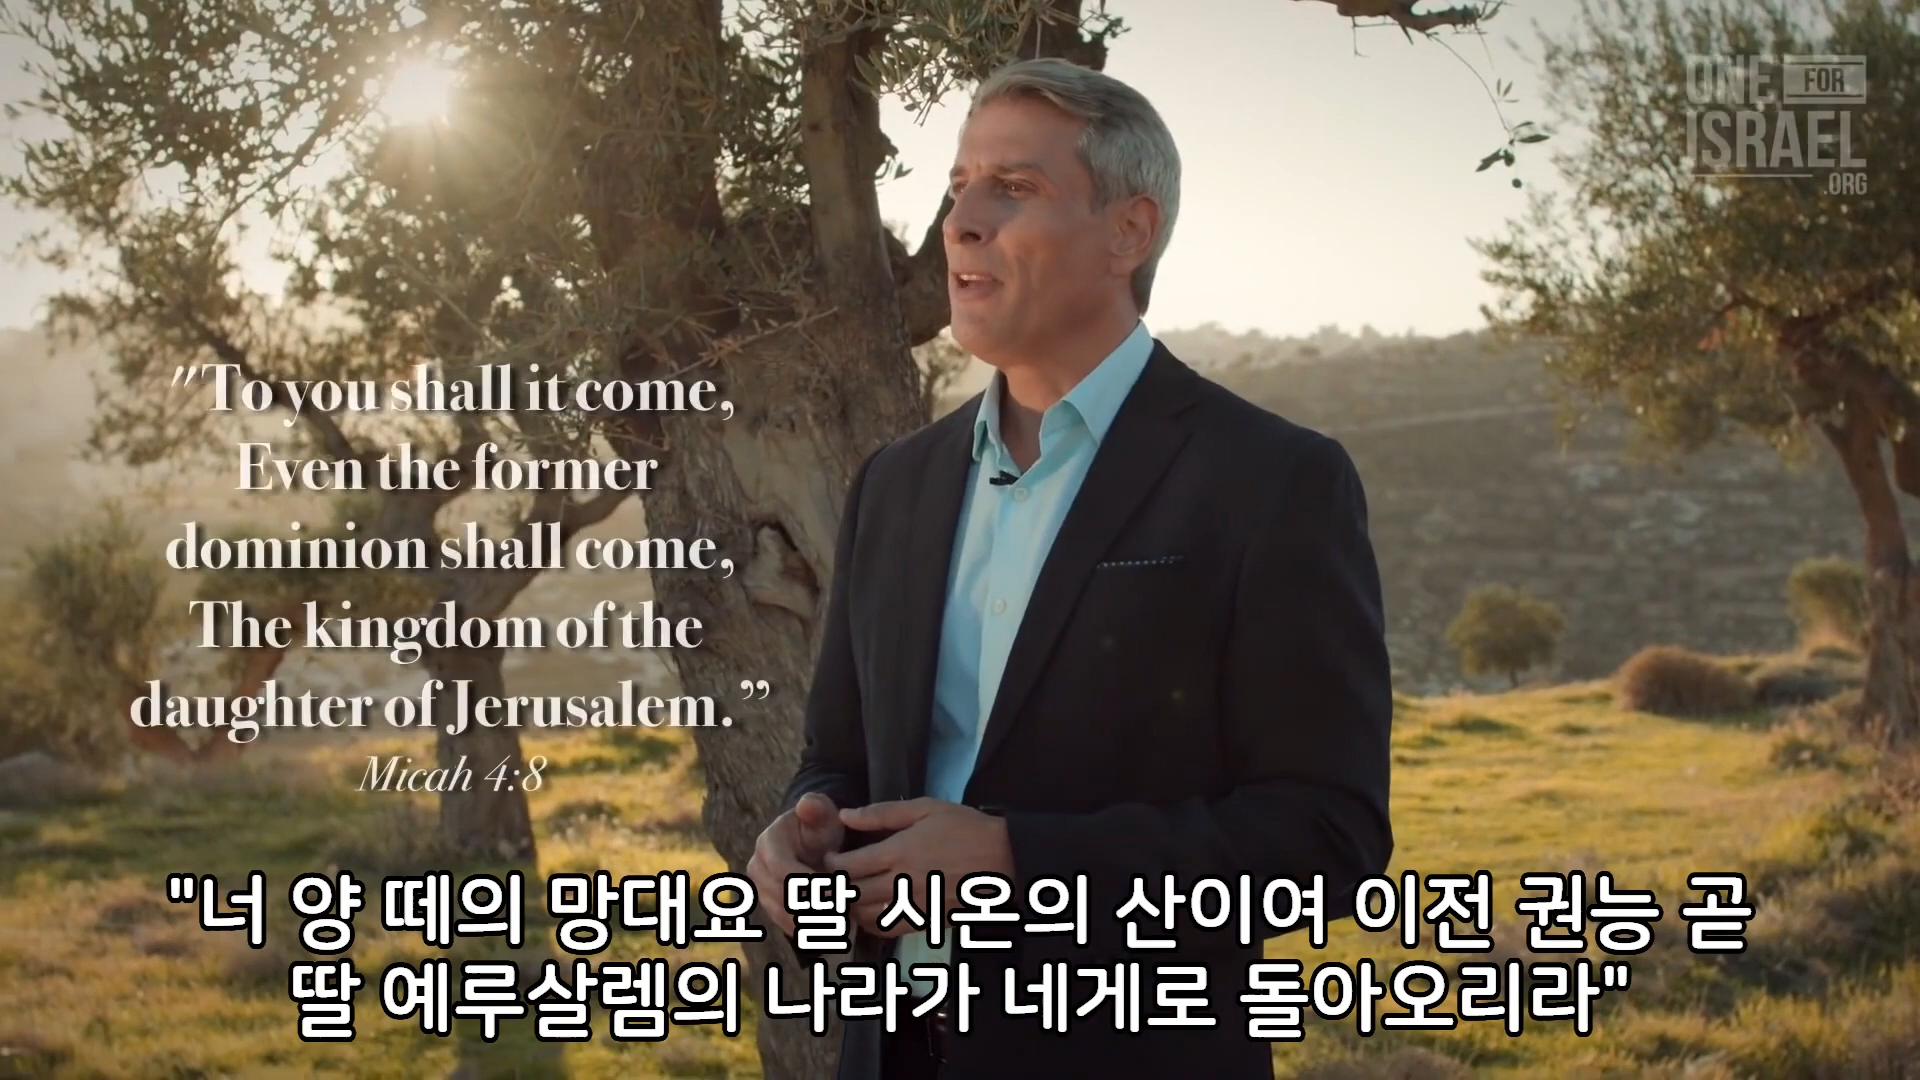 ONE FOR
ISRAEL
.ORG
"To you shall it come,
Even the former
dominion shall come,
The kingdom of the
daughter of Jerusalem.”
Micah 4:8
"너 양 떼의 망대요 딸 시온의 산이여 이전 권능 곧
딸 예루살렘의 나라가 네게로 돌아오리라"